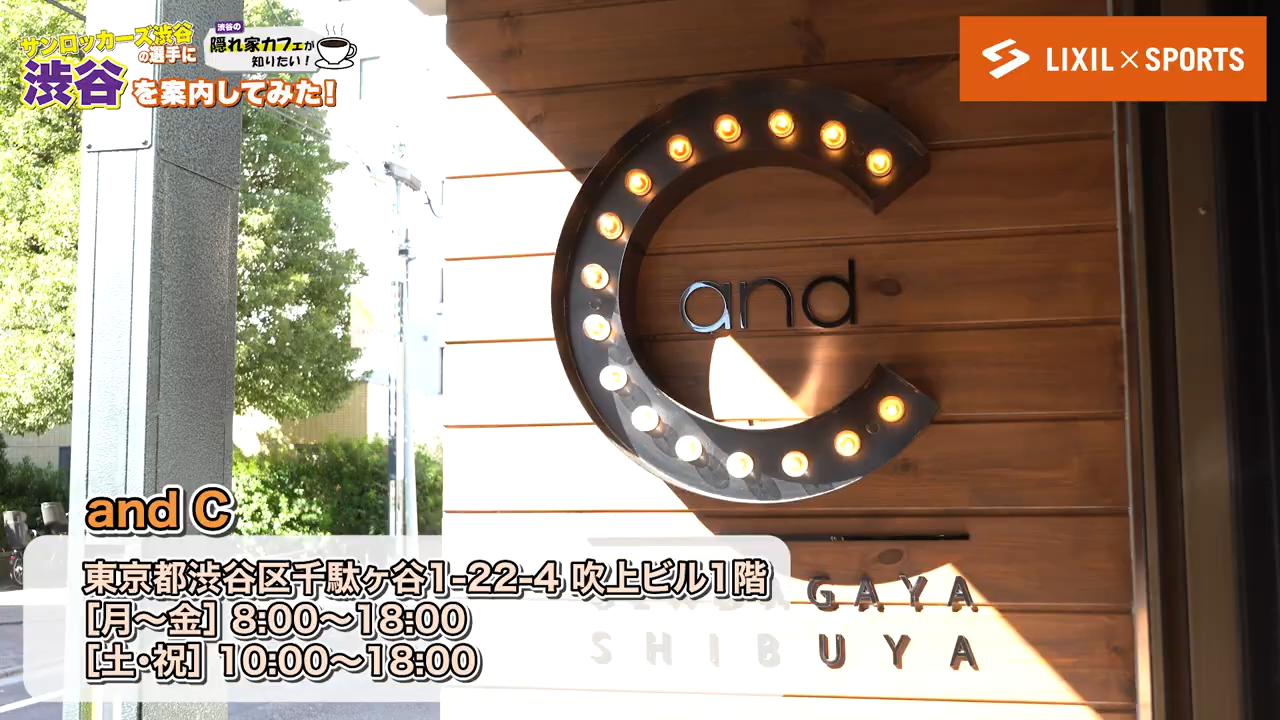 サンロッカーズ渋谷
の選手に
渋谷の
隠れ家カフェが
知りたい!
渋谷を案内してみた!
LIXIL×SPORTS
and
and C
東京都渋谷区千駄ヶ谷1-22-4 吹上ビル1階
[月~金] 8:00~18:00
[土・祝] 10:00~18:00
GAYA
SHIBUYA